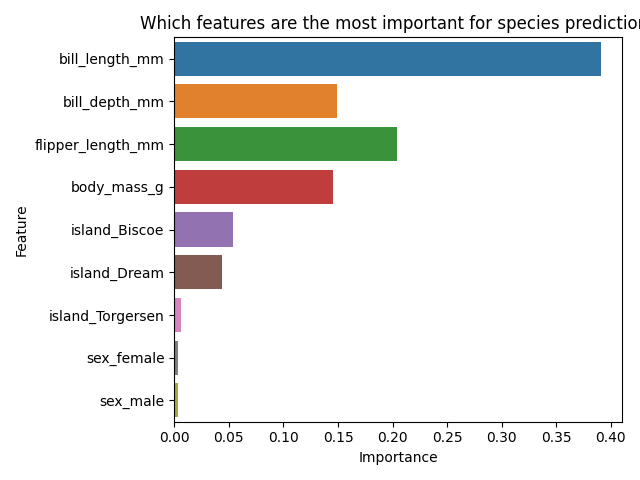 Which features are the most important for species prediction
bill_length_mm
bill_depth_mm
flipper_length_mm
body_mass_g
island_Biscoe
island_Dream
island_Torgersen
sex_female
sex_male
Feature
0.00 0.05 0.10 0.15 0.20 0.25 0.30 0.35 0.40
Importance